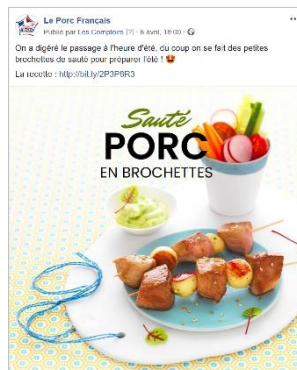 Le Porc Français
Publié par Les Comptoirs [?] · 6 avril, 18:00 ·
On a digéré le passage à l'heure d'été, du coup on se fait des petites
brochettes de sauté pour préparer l'été !
La recette : http://bit.ly/2P3P6R3
Sauté
PORC
EN BROCHETTES